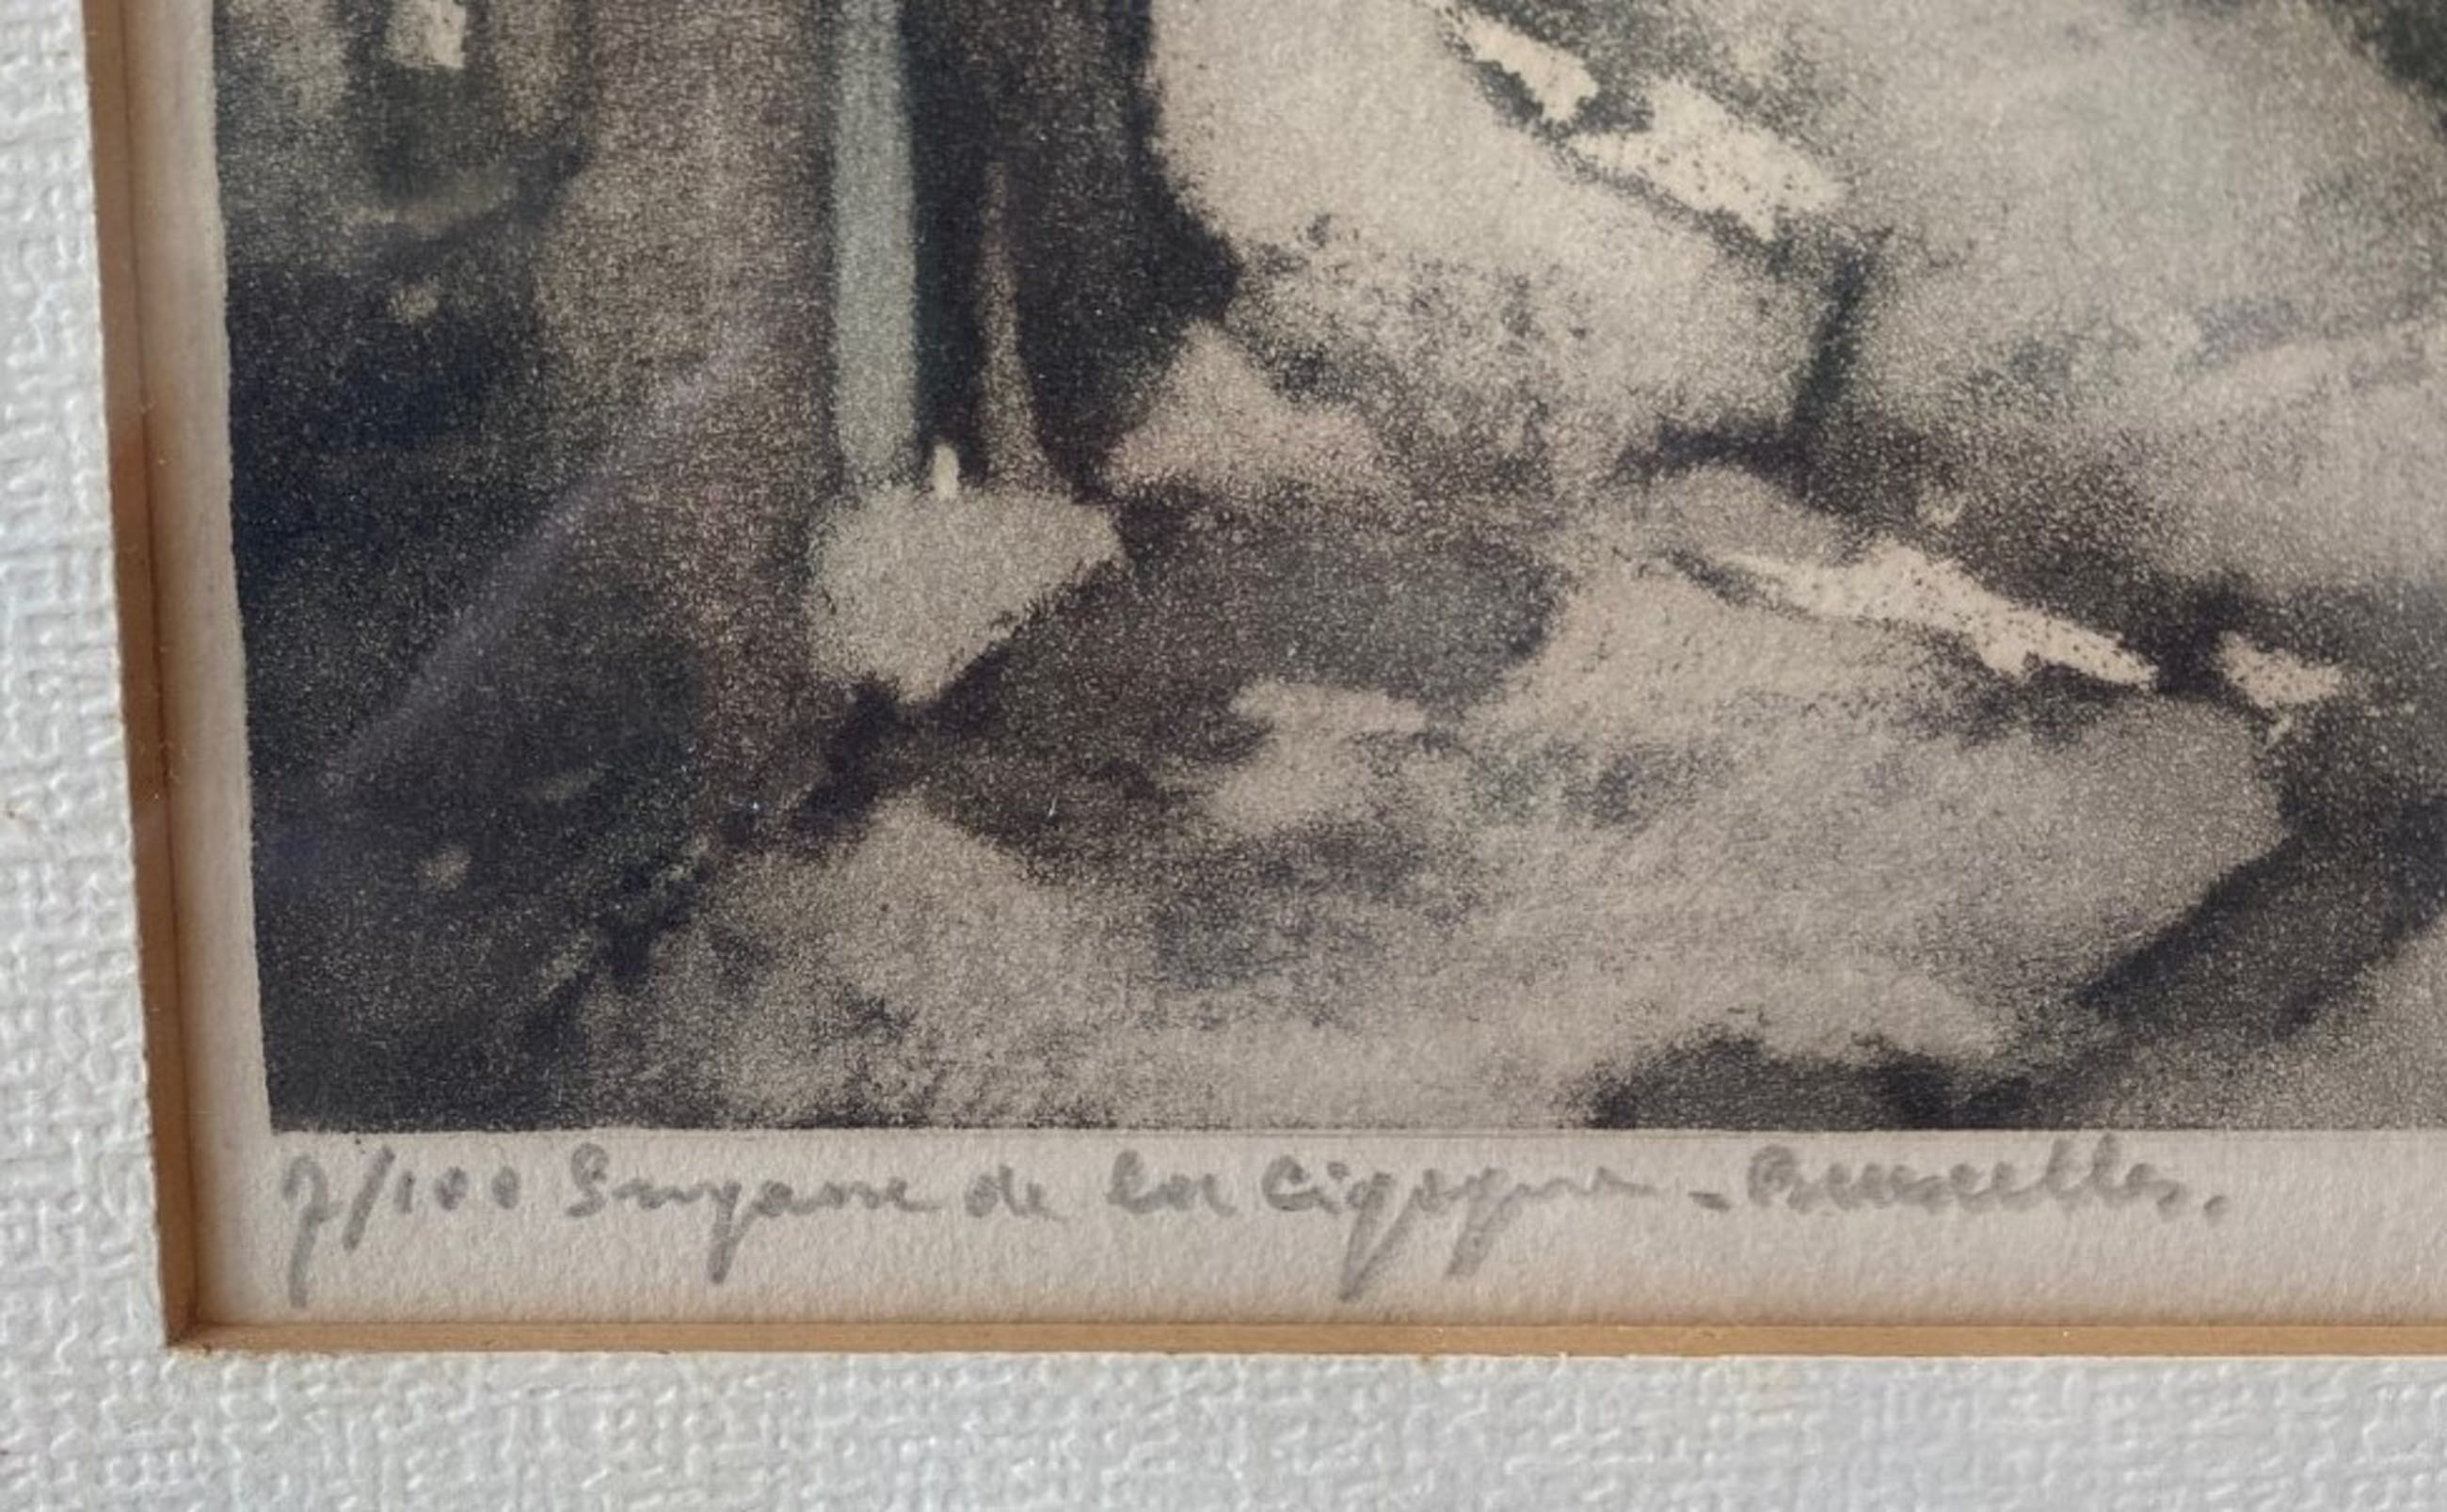 7/100 Impasse de la Cigogne - Bruxelles.